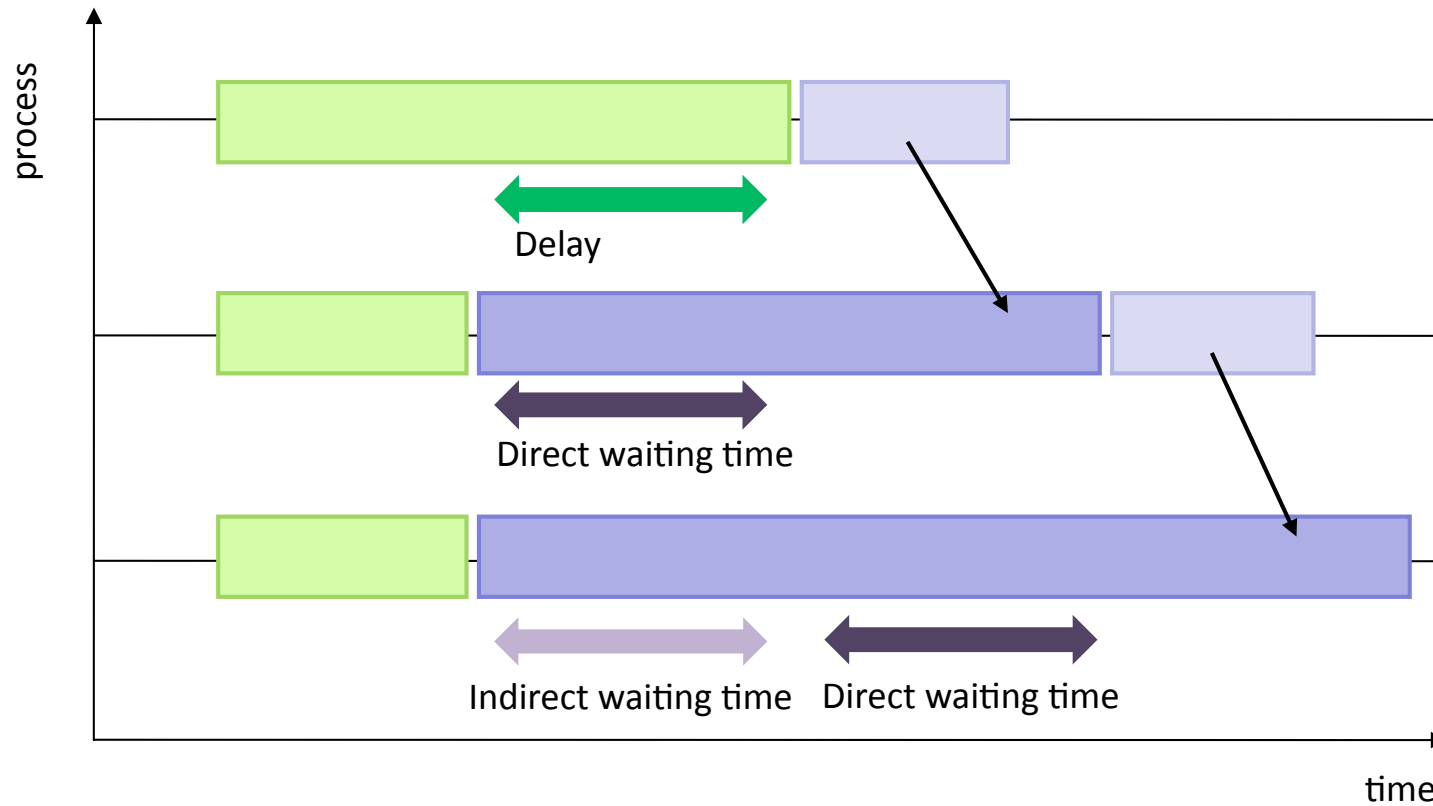 process
Delay
Direct waiting time
Indirect waiting time
Direct waiting time
time